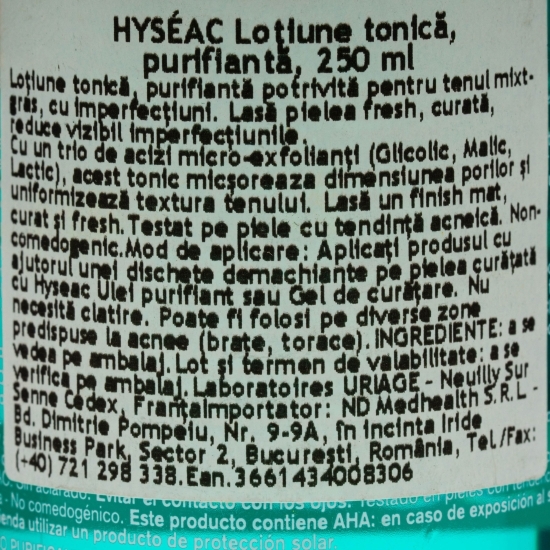 HYSÉAC Loțiune tonică,
purifiantă, 250 ml
Loțiune tonică, purifiantă potrivită pentru tenul mixt-
gras, cu imperfecțiuni. Lasă pielea fresh, curată,
reduce vizibil imperfecțiunile.
Cu un trio de acizi micro-exfolianți (Glicolic, Malic,
Lactic), acest tonic micșoreaza dimensiunea porilor și
uniformizează textura tenului. Lasă un finish mat,
curat și fresh. Testat pe piele cu tendință acneică. Non-
comedogenic.Mod de aplicare: Aplicați produsul cu
ajutorul unei dischete demachiante pe pielea curățată
cu Hyseac Ulei purifiant sau Gel de curățare. Nu
necesită clatire. Poate fi folosi pe diverse zone
predispuse la acnee (brațe, torace). INGREDIENTE: a se
vedea pe ambalaj. Lot și termen de valabilitate: a se
verifica pe ambalaj. Laboratoires URIAGE - Neuilly Sur
Senne Cedex, FranțaImportator: ND Medhealth S.R.L -
Bd. Dimitrie Pompeiu, Nr. 9-9A, în incinta Iride
Business Park, Sector 2, București, România, Tel/Fax:
(+40) 721 298 338.Ean.3661434008306
Sin aclarado. Evitar el contacto con los ojos. Testado en pieles con
- No comedogénico. Este producto contiene AHA: en caso de exposición al
utilizar un producto de protección solar.